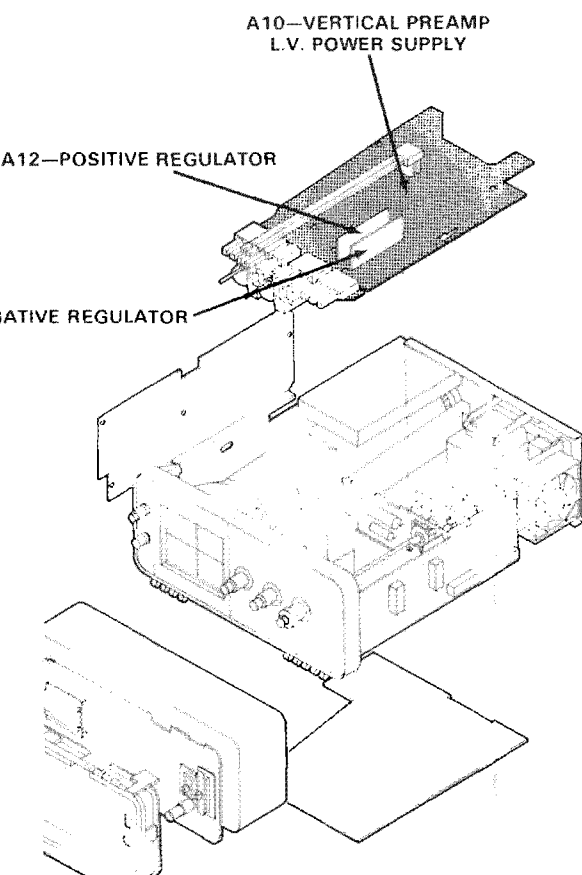 A10—VERTICAL PREAMP
L.V. POWER SUPPLY
A12—POSITIVE REGULATOR
GATIVE REGULATOR